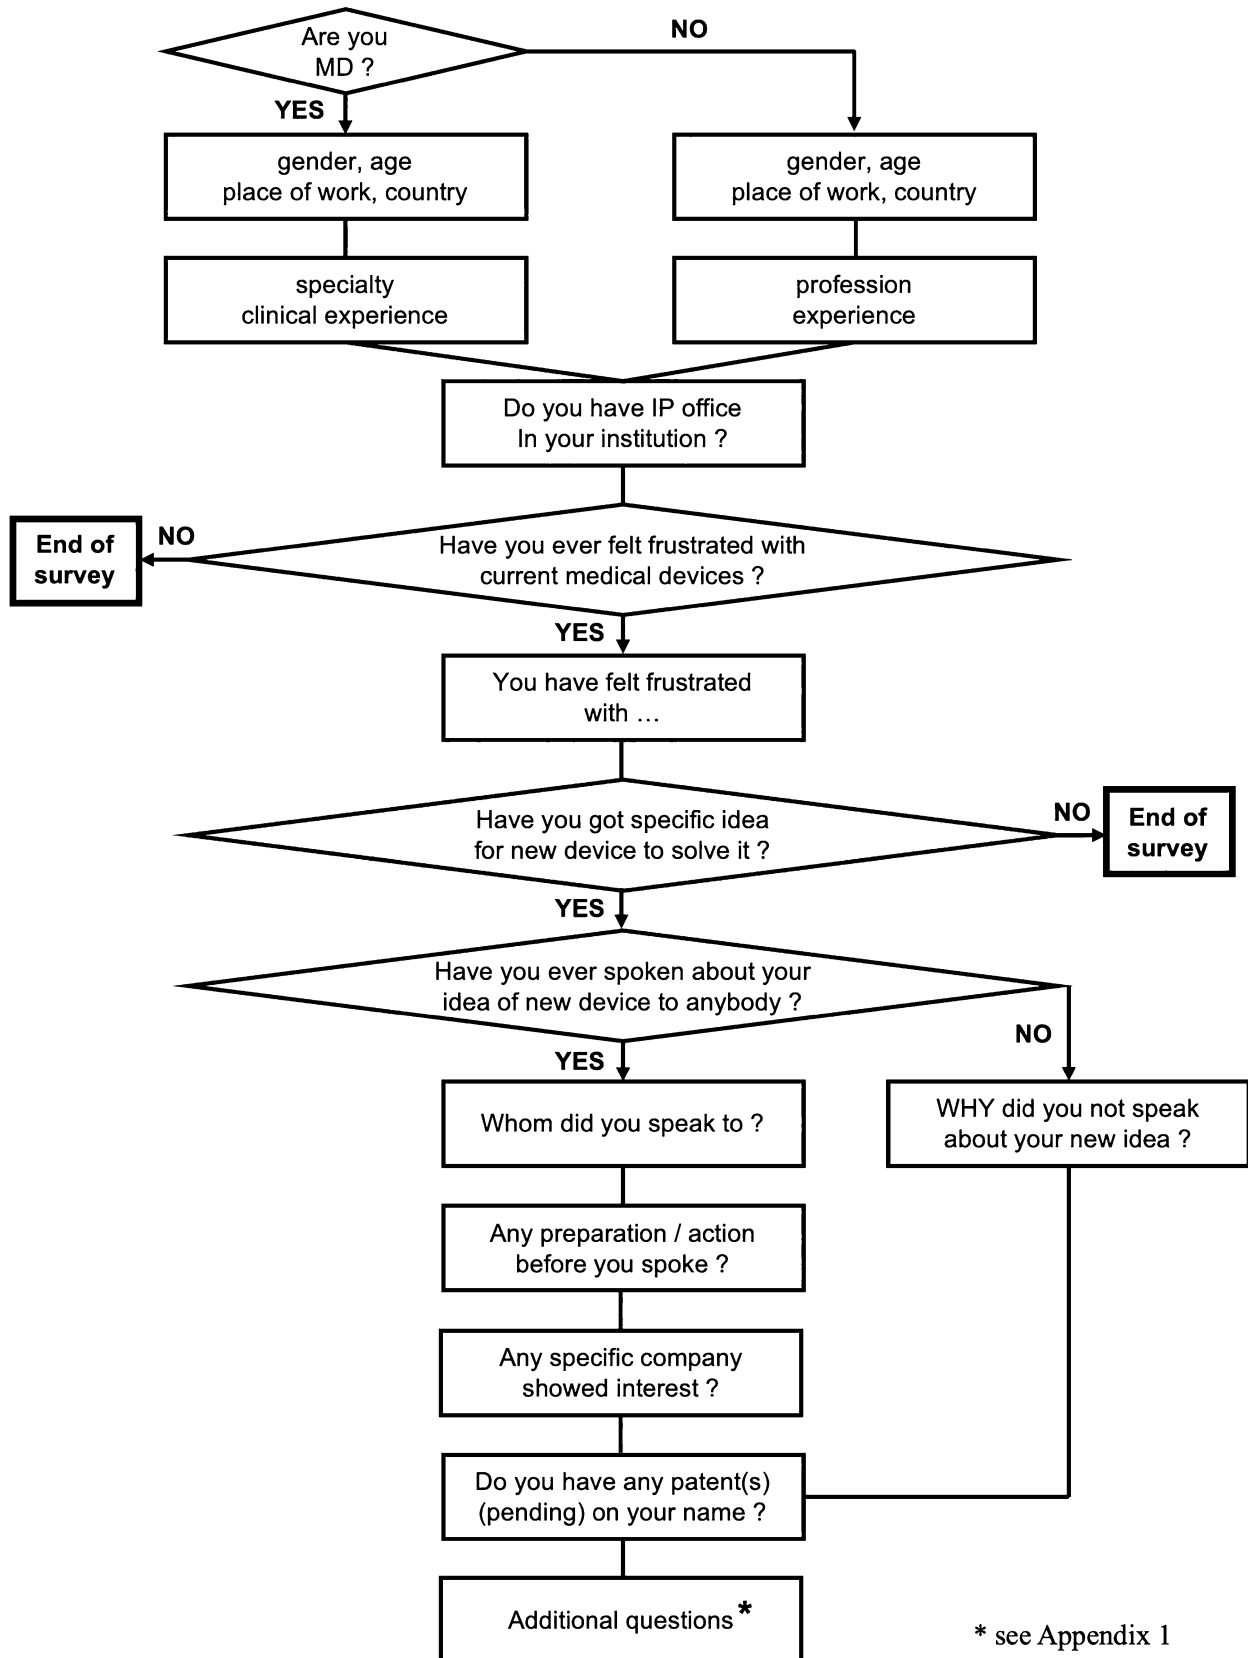 Are you
MD ?
NO
YES
gender, age
place of work, country
gender, age
place of work, country
specialty
clinical experience
profession
experience
Do you have IP office
In your institution ?
End of
survey
NO
Have you ever felt frustrated with
current medical devices ?
YES
You have felt frustrated
with ...
Have you got specific idea
for new device to solve it ?
NO
End of
survey
YES
Have you ever spoken about your
idea of new device to anybody ?
NO
YES
Whom did you speak to ?
WHY did you not speak
about your new idea ?
Any preparation / action
before you spoke ?
Any specific company
showed interest ?
Do you have any patent(s)
(pending) on your name ?
Additional questions*
* see Appendix 1